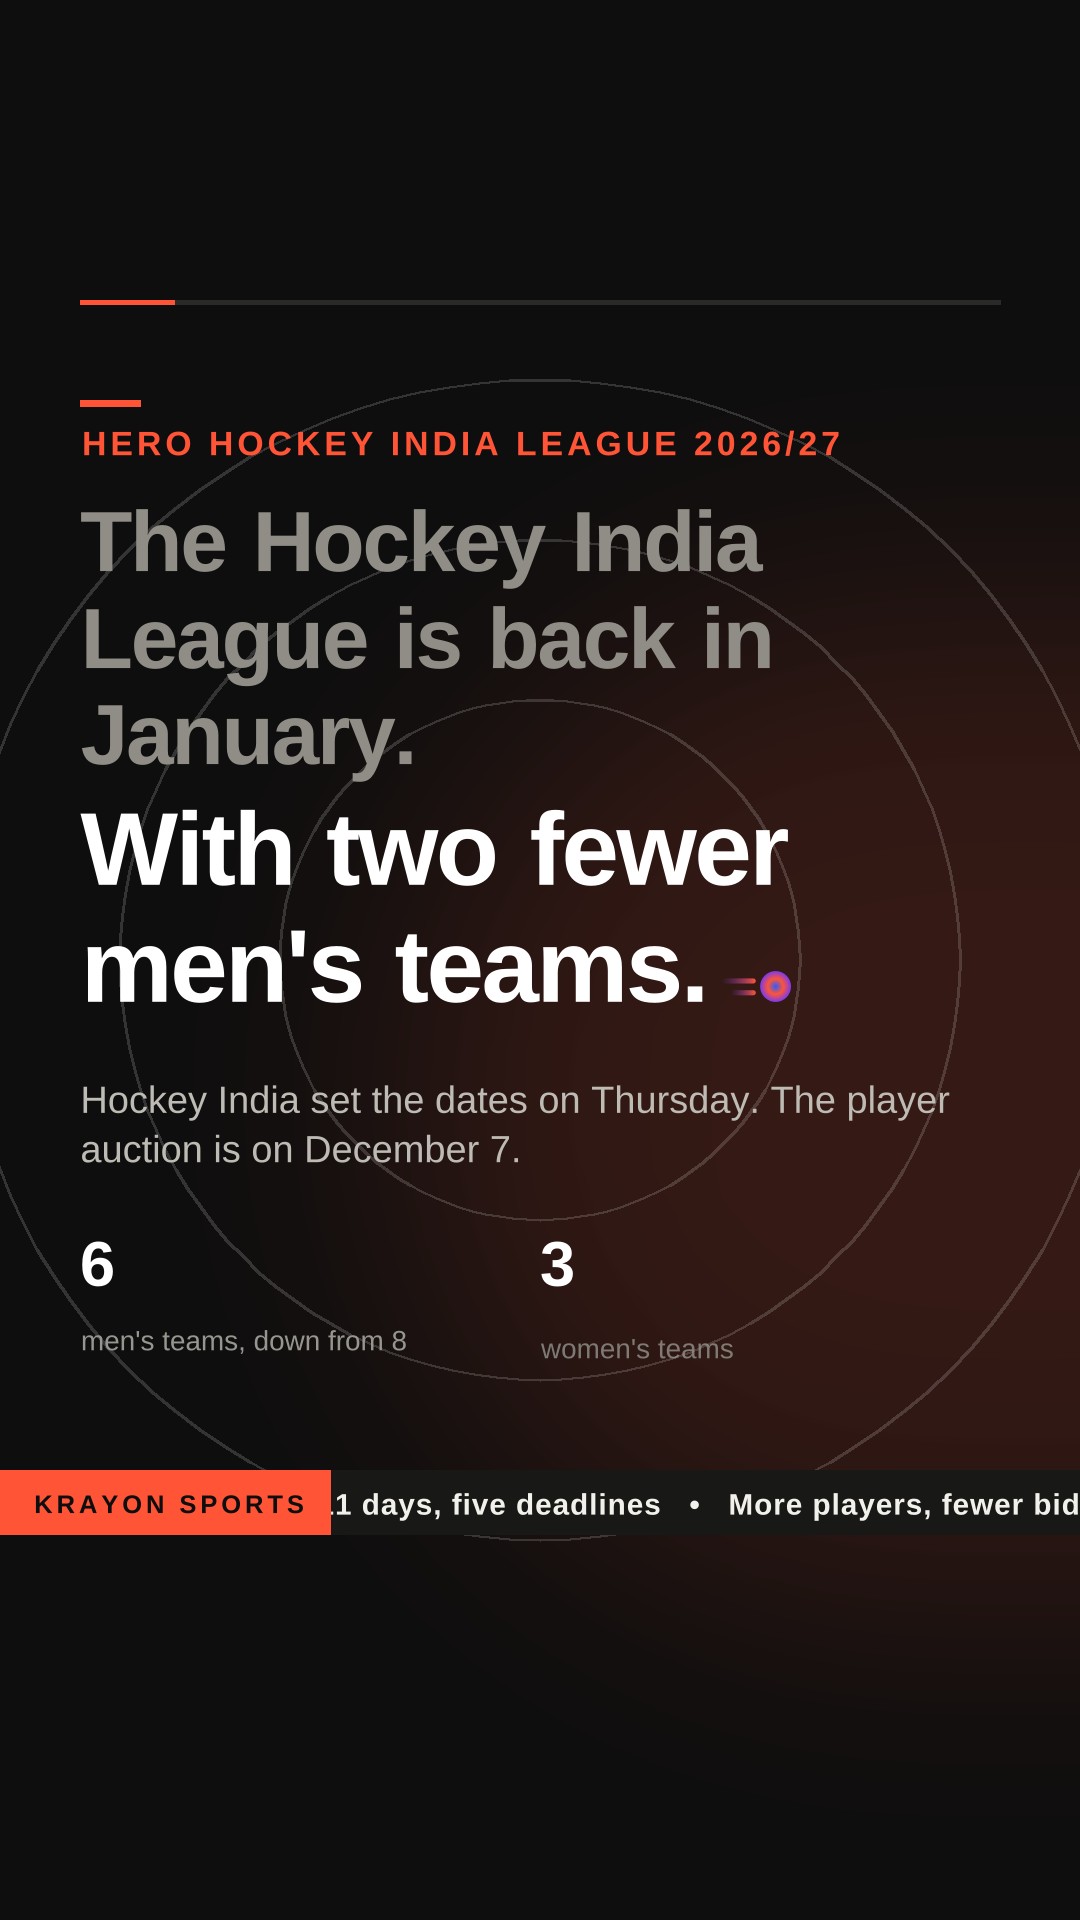 HERO HOCKEY INDIA LEAGUE 2026/27
The Hockey India
League is back in
January.
With two fewer
men's teams.
Hockey India set the dates on Thursday. The player
auction is on December 7.
6
3
men's teams, down from 8
women's teams
KRAYON SPORTS
days, five deadlines • More players, fewer